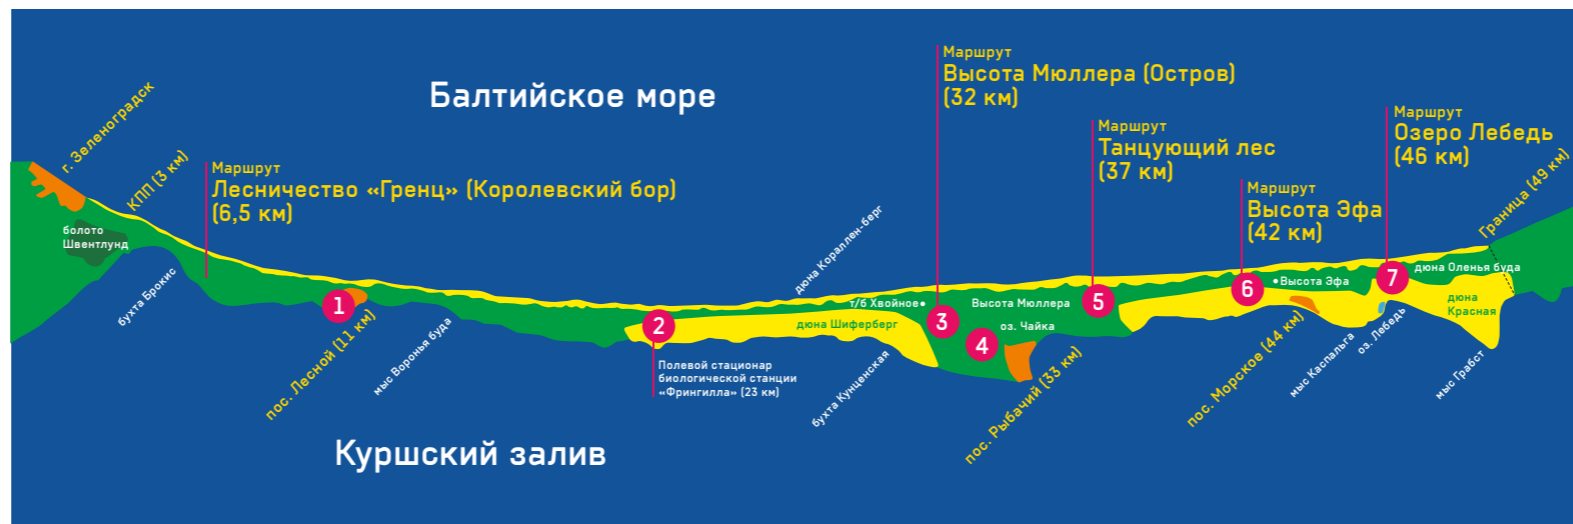 Балтийское море
г. Зеленоградск
КПП (3 км)
болото
Швентлунд
бухта Брокис
Маршрут
Лесничество «Гренц» (Королевский бор)
(6,5 км)
1
пос. Лесной (11 км)
мыс Воронья буда
2
Полевой стационар
биологической станции
«Фрингилла» (23 км)
дюна Кораллен-берг
дюна Шиферберг
т/б Хвойное
бухта Кунценская
Маршрут
Высота Мюллера (Остров)
(32 км)
3
Высота Мюллера
оз. Чайка
4
пос. Рыбачий (33 км)
Маршрут
Танцующий лес
(37 км)
5
Маршрут
Высота Эфа
(42 км)
6
Высота Эфа
пос. Морское (44 км)
мыс Каспальга
оз. Лебедь
Маршрут
Озеро Лебедь
(46 км)
7
дюна Оленья буда
дюна
Красная
мыс Грабст
Граница (49 км)
Куршский залив